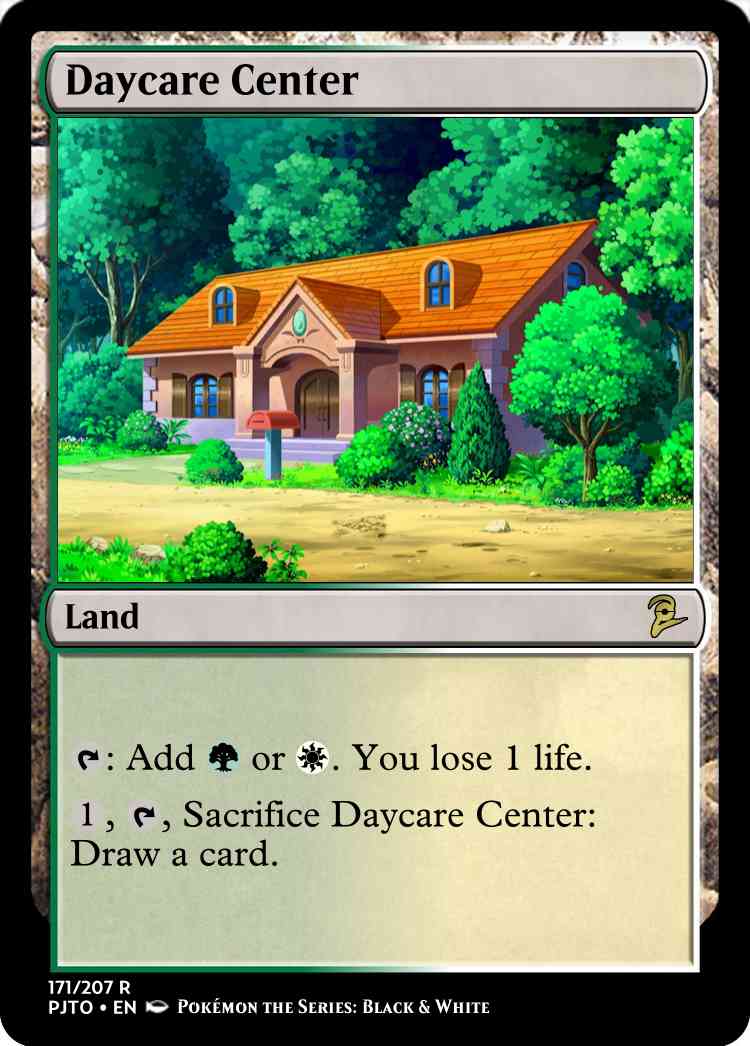 Daycare Center
Land
: Add or . You lose 1 life.
1, , Sacrifice Daycare Center:
Draw a card.
171/207 R
PJTO • EN Pokémon the Series: Black & White